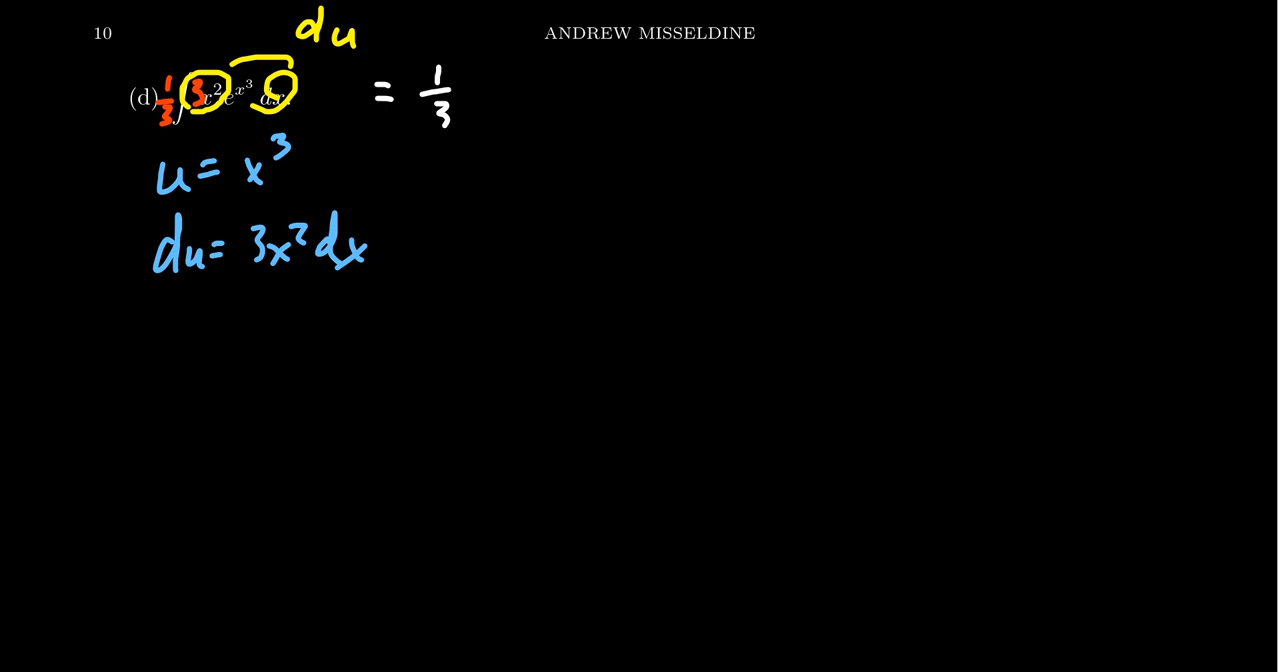 10 ANDREW MISSELDINE
du
(d) 1/3 ∫ 3x²e^{x³} dx. = 1/3
u = x³
du = 3x² dx